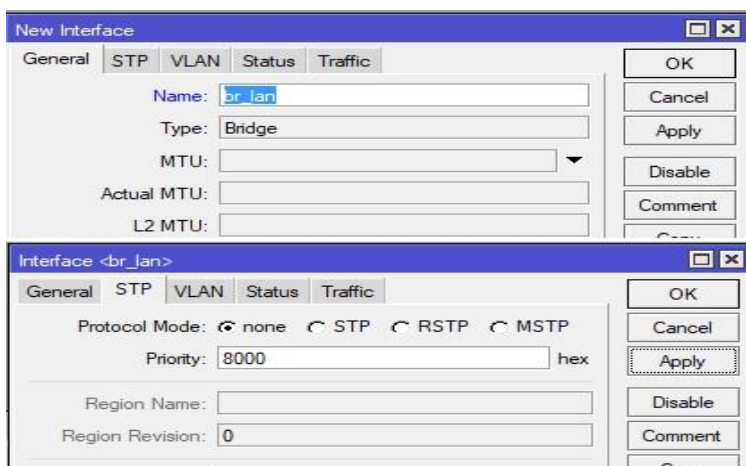 New Interface
General STP VLAN Status Traffic OK
Name: br_lan Cancel
Type: Bridge Apply
MTU:
Disable
Actual MTU:
Comment
L2 MTU:
Interface <br_lan>
General STP VLAN Status Traffic OK
Protocol Mode: none STP RSTP MSTP Cancel
Priority: 8000 hex Apply
Region Name: Disable
Region Revision: 0 Comment